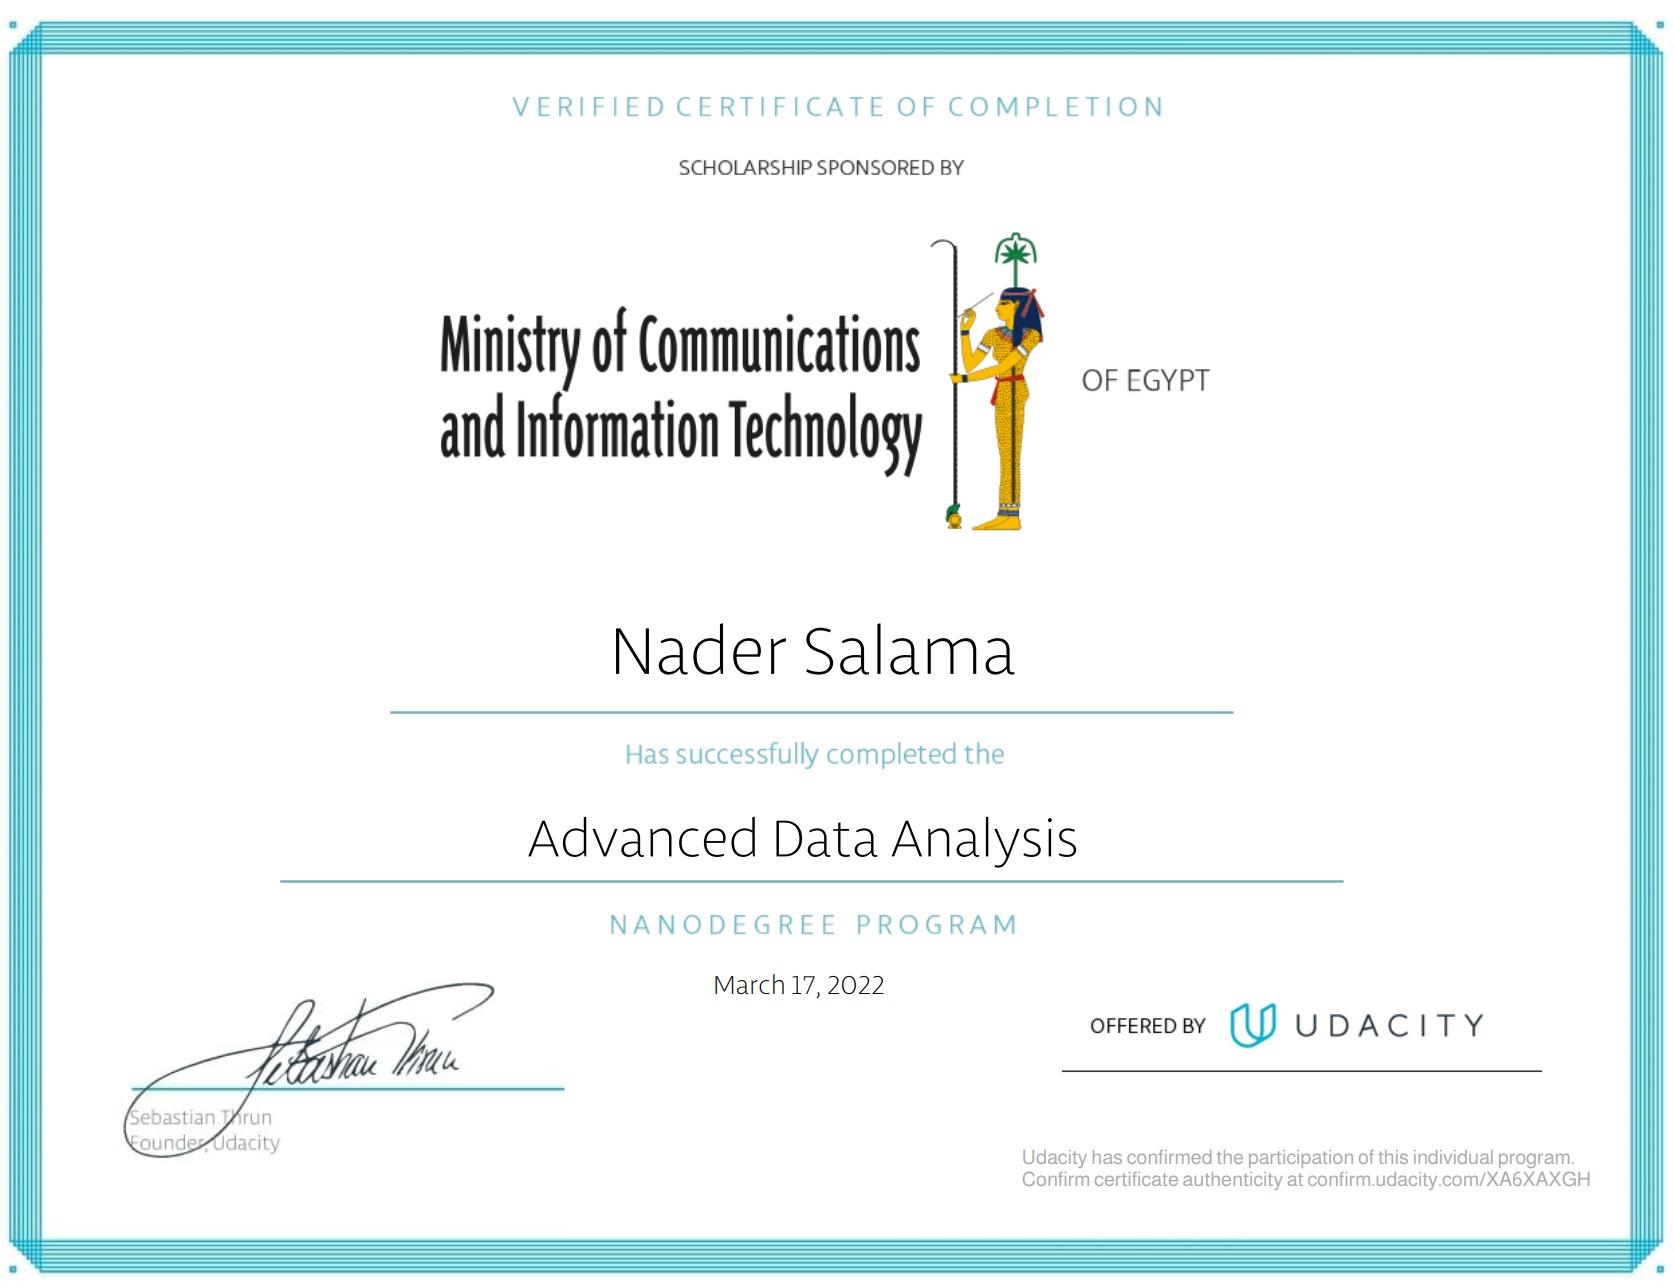 VERIFIED CERTIFICATE OF COMPLETION
SCHOLARSHIP SPONSORED BY
Ministry of Communications
and Information Technology
OF EGYPT
Nader Salama
Has successfully completed the
Advanced Data Analysis
NANODEGREE PROGRAM
March 17, 2022
Sebastian Thrun
OFFERED BY UDACITY
Sebastian Thrun
Founder, Udacity
Udacity has confirmed the participation of this individual program.
Confirm certificate authenticity at confirm.udacity.com/XA6XAXGH